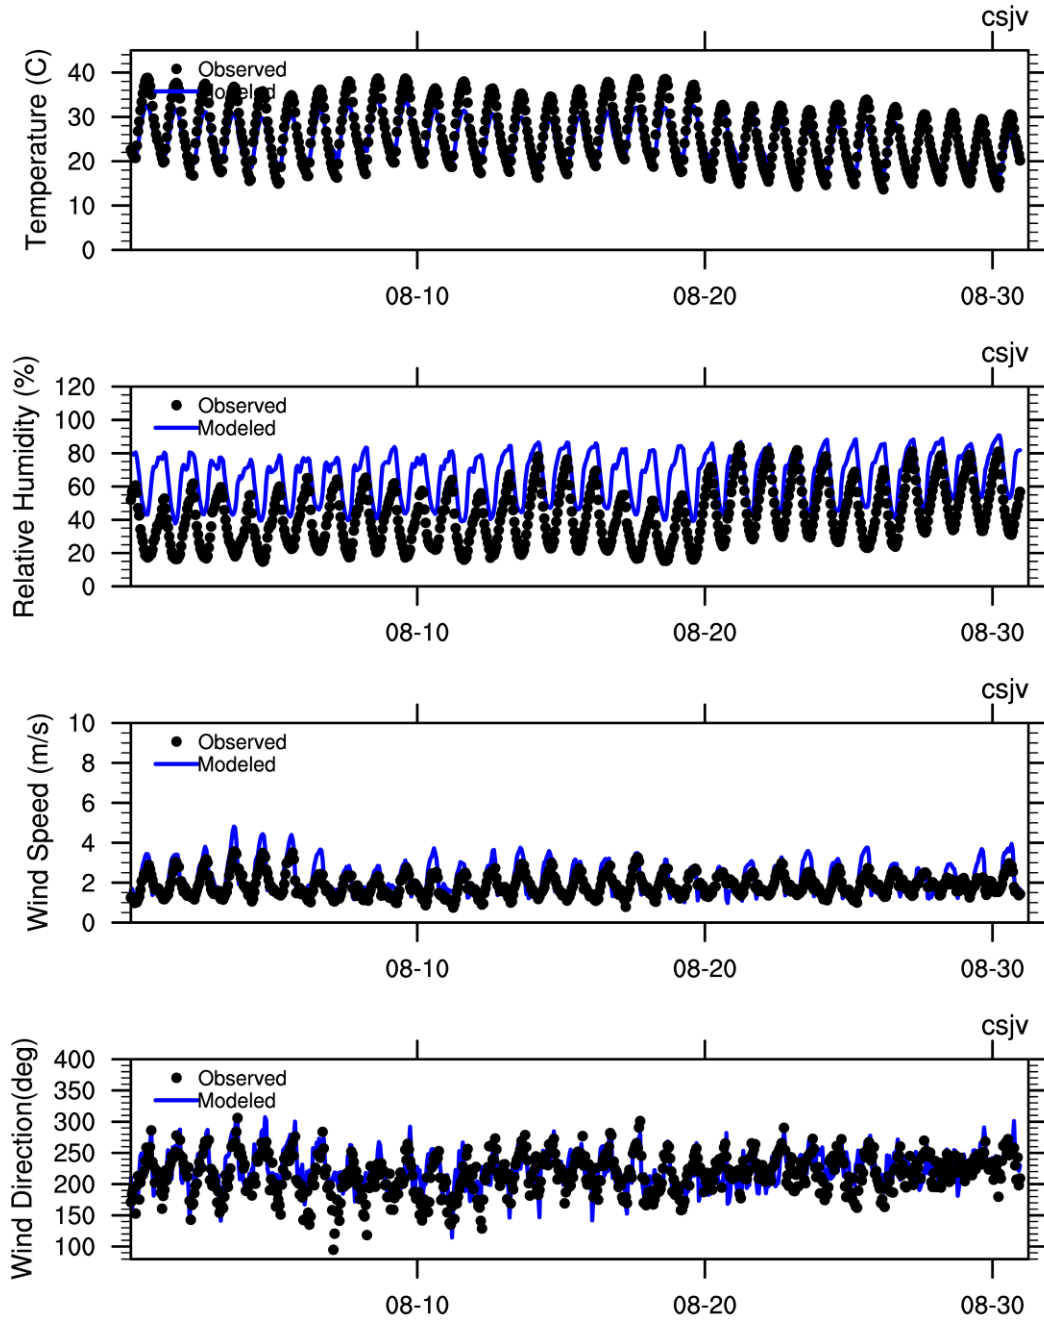 csjv
Temperature (C)
40
30
20
10
0
Observed
Modeled
08-10
08-20
08-30
csjv
Relative Humidity (%)
120
100
80
60
40
20
0
Observed
Modeled
08-10
08-20
08-30
csjv
Wind Speed (m/s)
10
8
6
4
2
0
Observed
Modeled
08-10
08-20
08-30
csjv
Wind Direction(deg)
400
350
300
250
200
150
100
Observed
Modeled
08-10
08-20
08-30